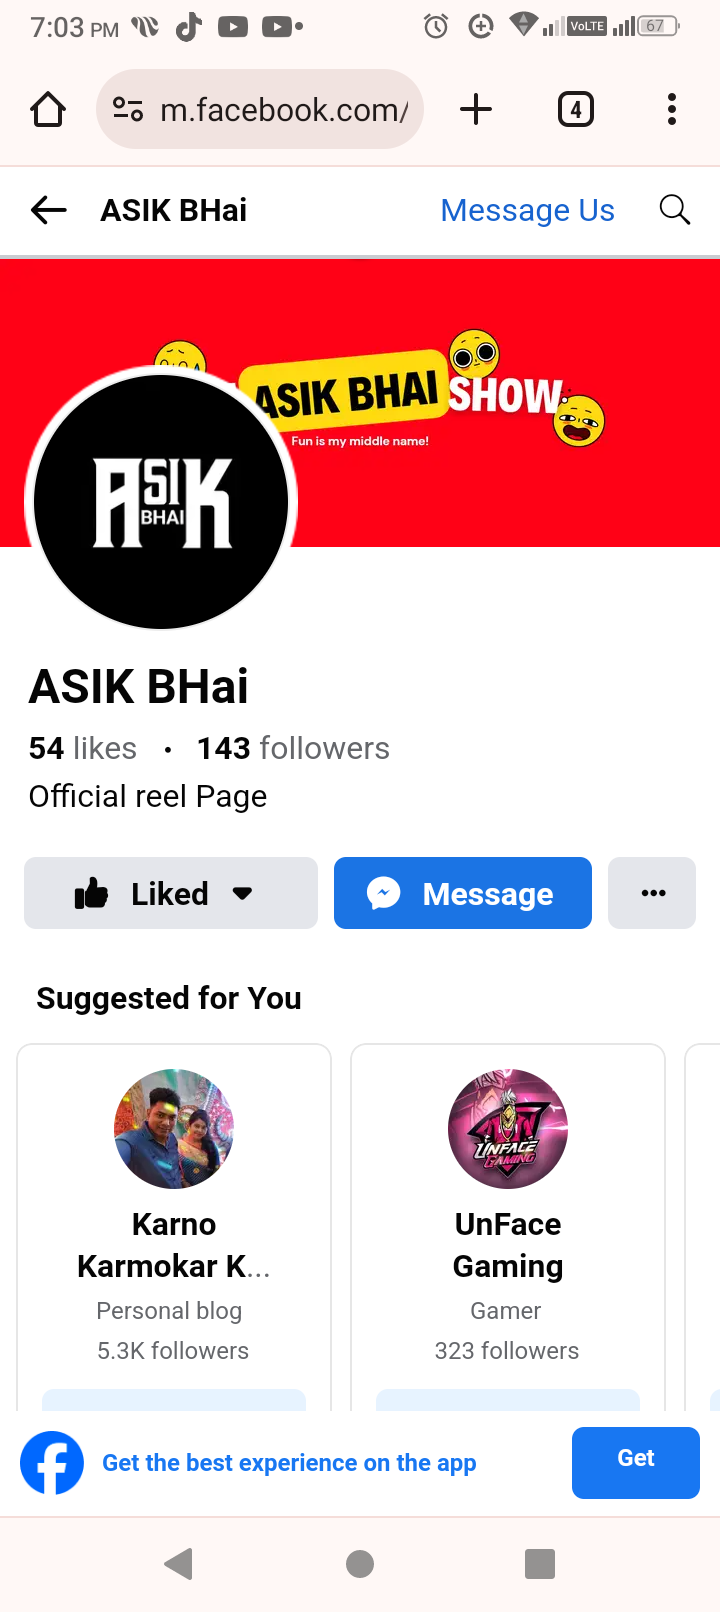 7:03 PM
VoLTE
67
m.facebook.com/
4
ASIK BHai
Message Us
ASIK BHAI SHOW
Fun is my middle name!
ASIK
BHAI
ASIK BHai
54 likes • 143 followers
Official reel Page
Liked
Message
Suggested for You
Karno
Karmokar K...
Personal blog
5.3K followers
UNFACE
GAMING
UnFace
Gaming
Gamer
323 followers
Get the best experience on the app
Get